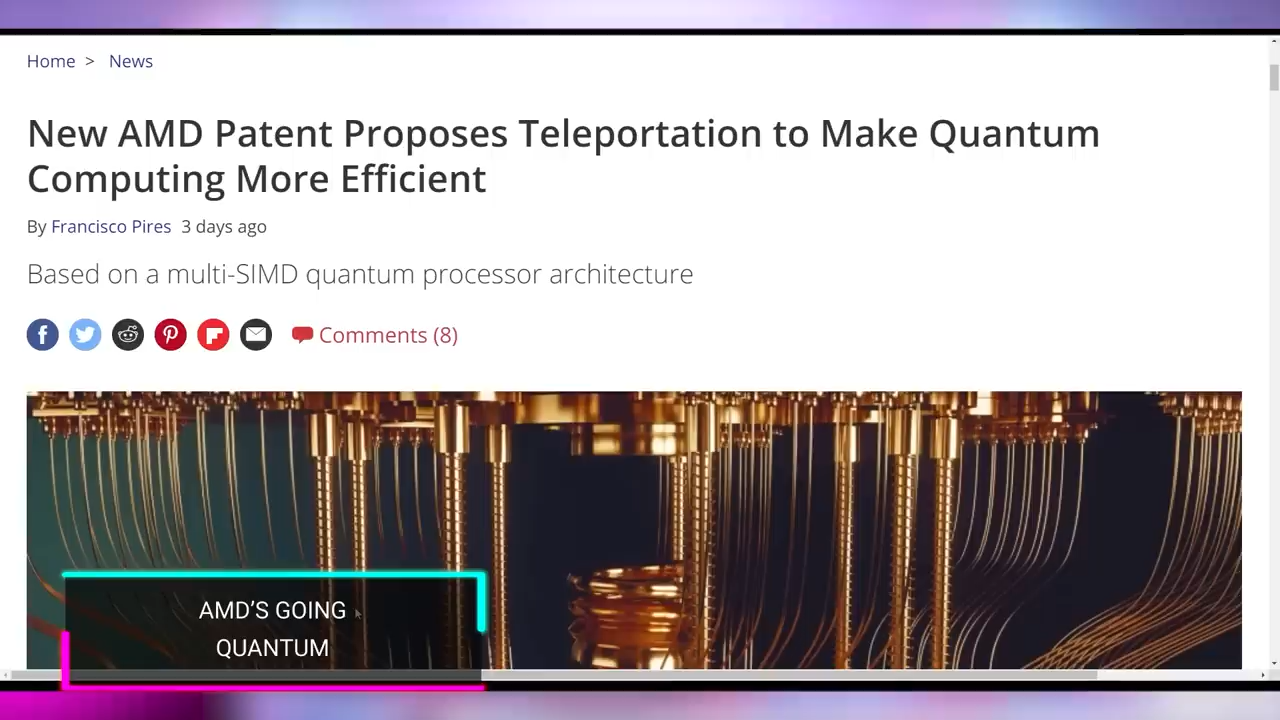 Home > News
New AMD Patent Proposes Teleportation to Make Quantum
Computing More Efficient
By Francisco Pires 3 days ago
Based on a multi-SIMD quantum processor architecture
Comments (8)
AMD’S GOING
QUANTUM